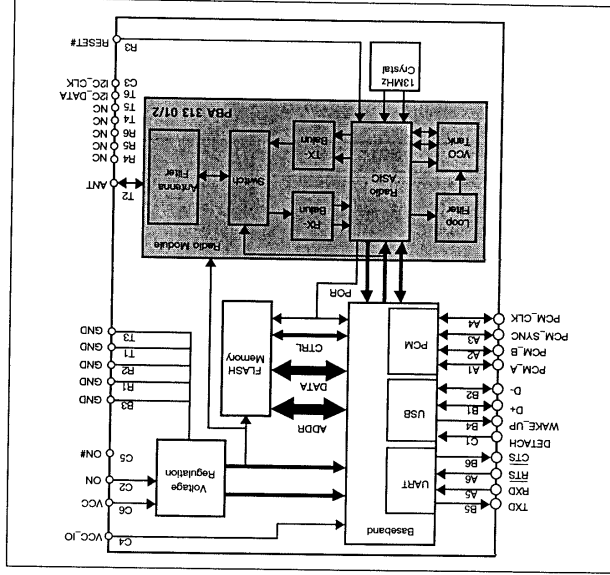 VCC_IO
C4
VCC
C6
ON
C2
ON#
C5
GND
B3
GND
R1
GND
R2
GND
T1
GND
T3
ANT
T2
NC
R4
NC
R5
NC
R6
NC
T4
NC
T5
I2C_DATA
T6
I2C_CLK
C3
RESET#
R3
Voltage
Regulation
Baseband
UART
USB
PCM
TXD
B5
RXD
A5
RTS
A6
CTS
B6
DETACH
C1
WAKE_UP
B4
D+
B1
D-
B2
PCM_A
A1
PCM_B
A2
PCM_SYNC
A3
PCM_CLK
A4
ADDR
DATA
CTRL
FLASH
Memory
POR
Radio Module
Antenna
Filter
Switch
RX
Balun
TX
Balun
Radio
ASIC
Loop
Filter
VCO
Tank
PBA 313 01/2
13MHz
Crystal